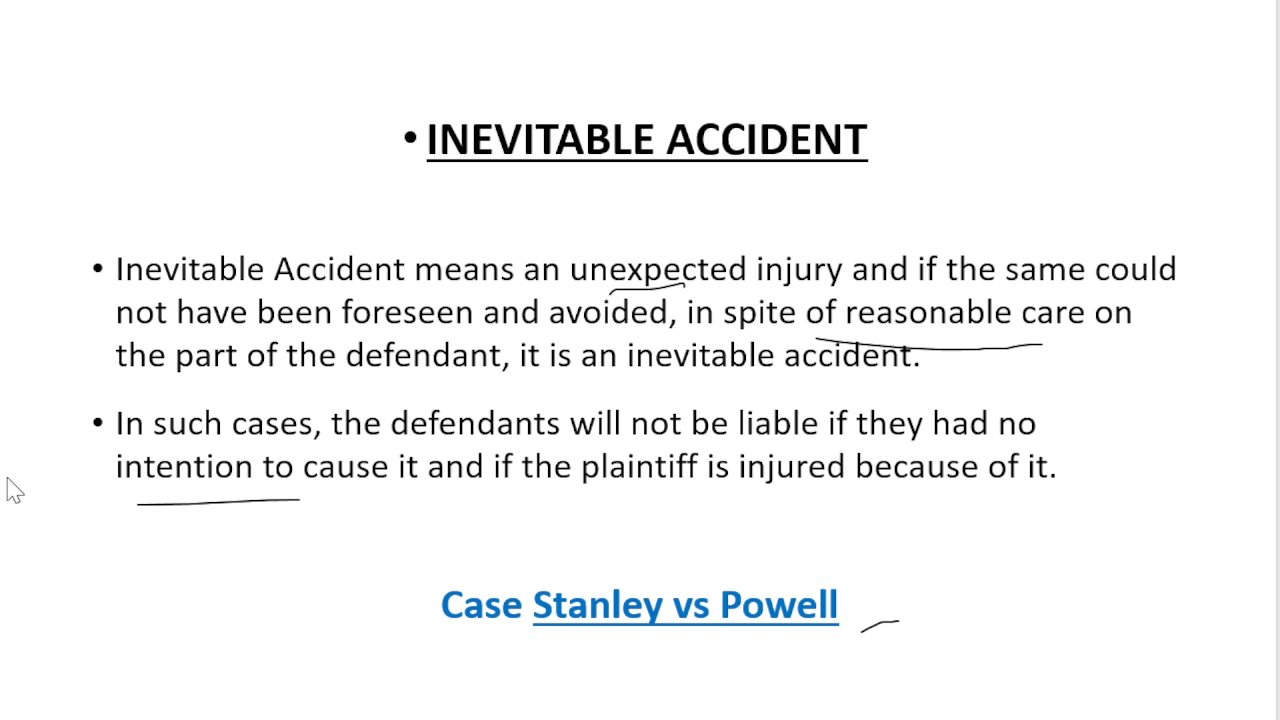 • INEVITABLE ACCIDENT
• Inevitable Accident means an unexpected injury and if the same could
not have been foreseen and avoided, in spite of reasonable care on
the part of the defendant, it is an inevitable accident.
• In such cases, the defendants will not be liable if they had no
intention to cause it and if the plaintiff is injured because of it.
Case Stanley vs Powell